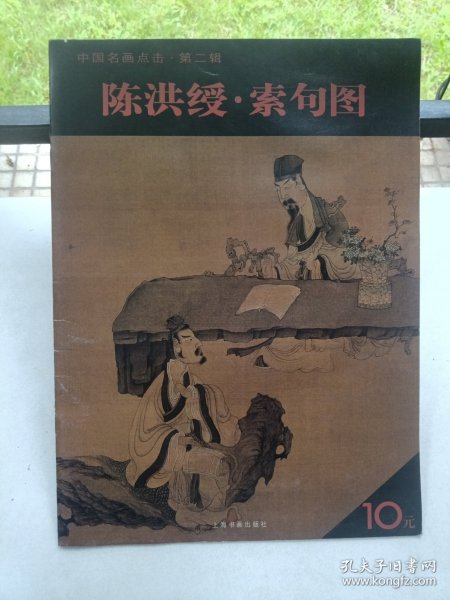 中国名画点击·第二辑
陈洪绶·索句图
上海书画出版社
10元
孔夫子旧书网
www.kongfz.com